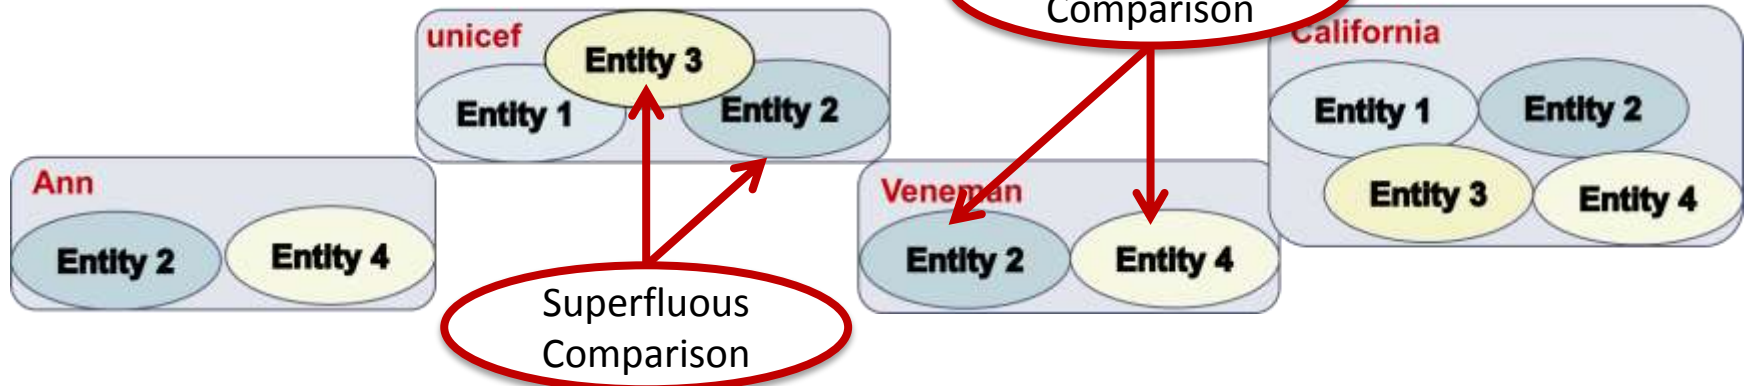 Comparison
unicef
Entity 3
Entity 1
Entity 2
California
Entity 1
Entity 2
Entity 3
Entity 4
Ann
Entity 2
Entity 4
Veneman
Entity 2
Entity 4
Superfluous
Comparison